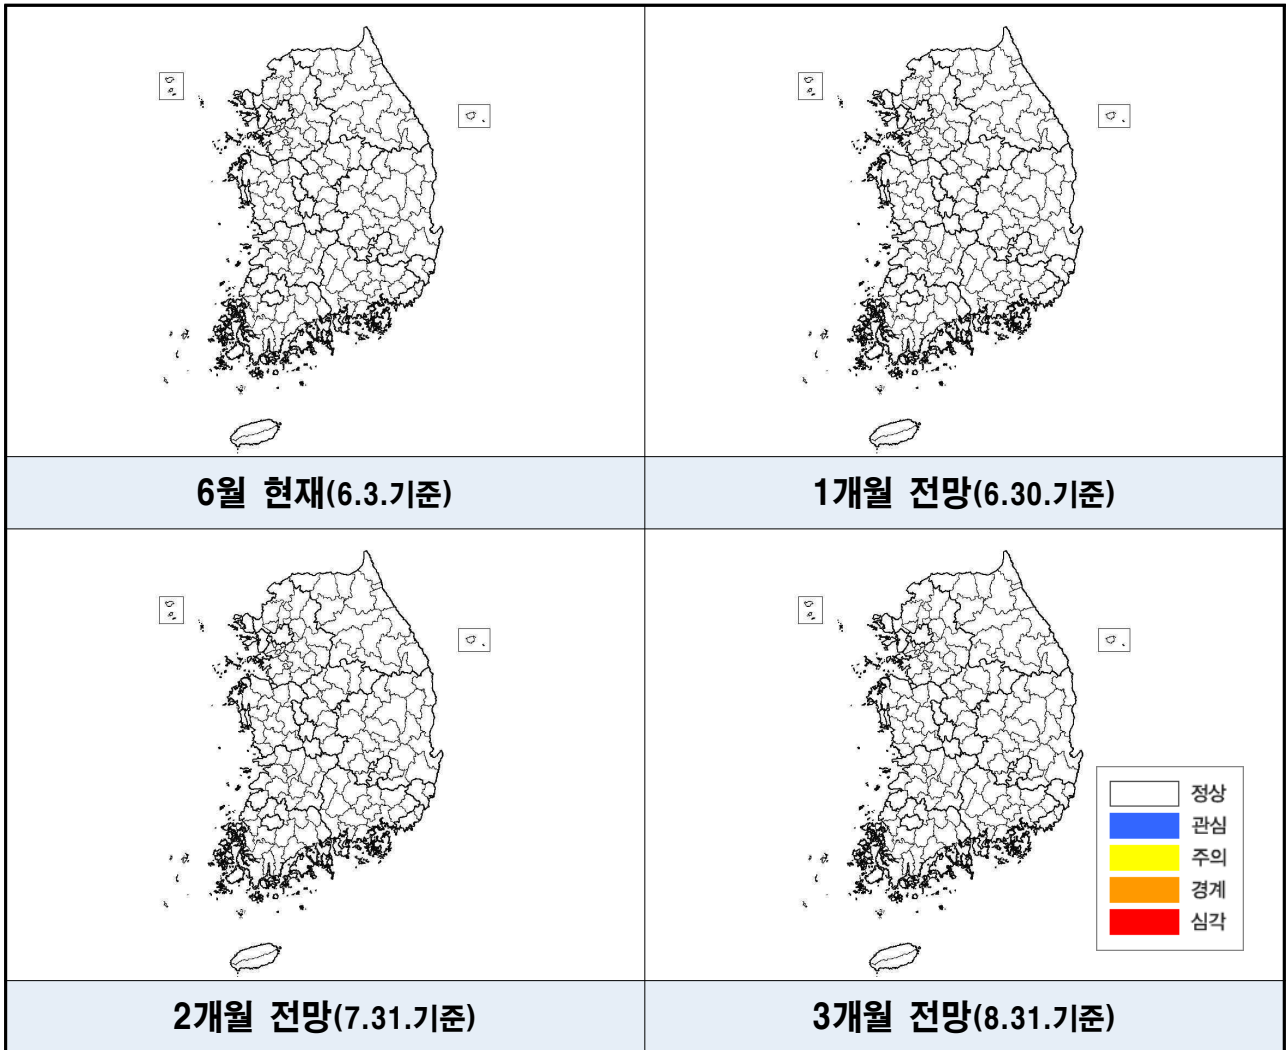 6월 현재(6.3.기준)
1개월 전망(6.30.기준)
정상
관심
주의
경계
심각
2개월 전망(7.31.기준)
3개월 전망(8.31.기준)